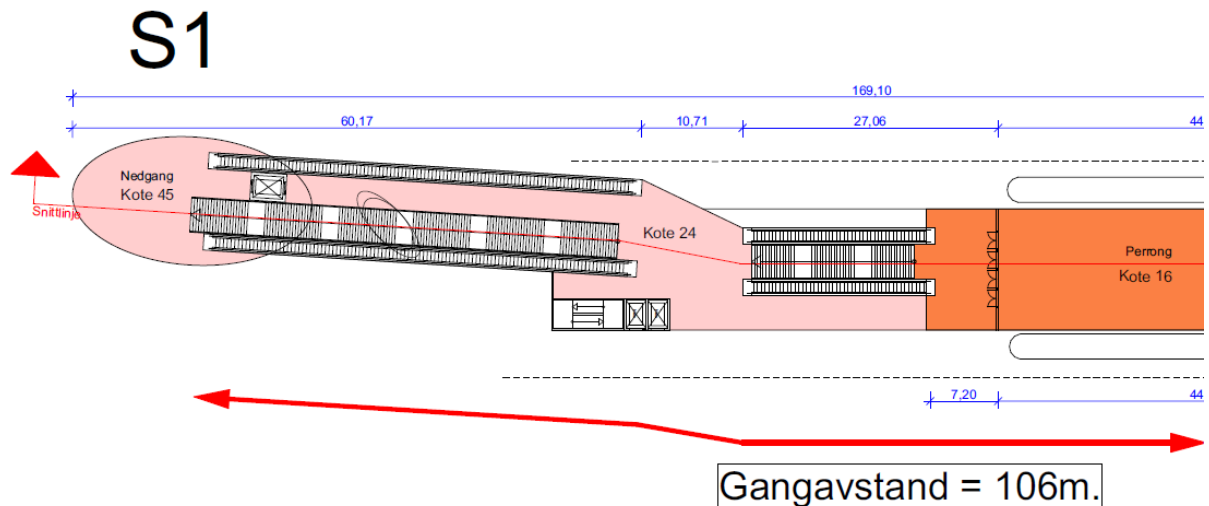 S1
169,10
60,17
10,71
27,06
44
Nedgang
Kote 45
Snittlinje
Kote 24
Perrong
Kote 16
7,20
44
Gangavstand = 106m.